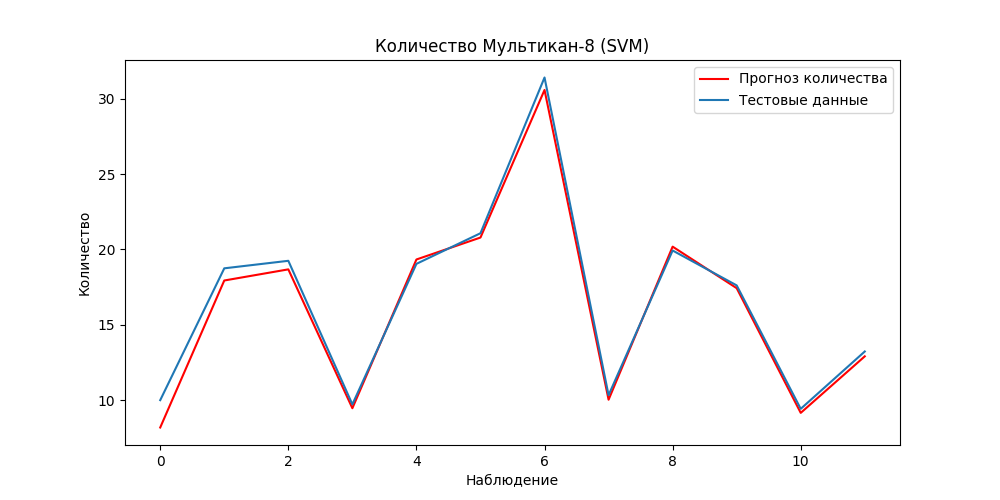 Количество Мультикан-8 (SVM)
Прогноз количества
Тестовые данные
Количество
30
25
20
15
10
0 2 4 6 8 10
Наблюдение